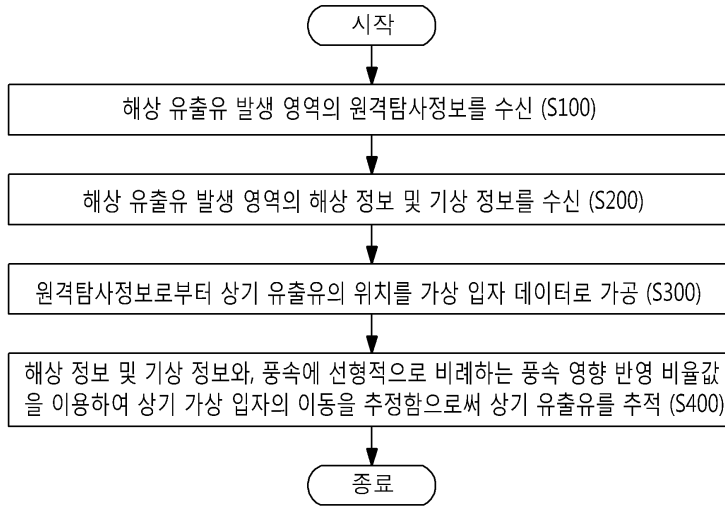 시작
해상 유출유 발생 영역의 원격탐사정보를 수신 (S100)
해상 유출유 발생 영역의 해상 정보 및 기상 정보를 수신 (S200)
원격탐사정보로부터 상기 유출유의 위치를 가상 입자 데이터로 가공 (S300)
해상 정보 및 기상 정보와, 풍속에 선형적으로 비례하는 풍속 영향 반영 비율값
을 이용하여 상기 가상 입자의 이동을 추정함으로써 상기 유출유를 추적 (S400)
종료